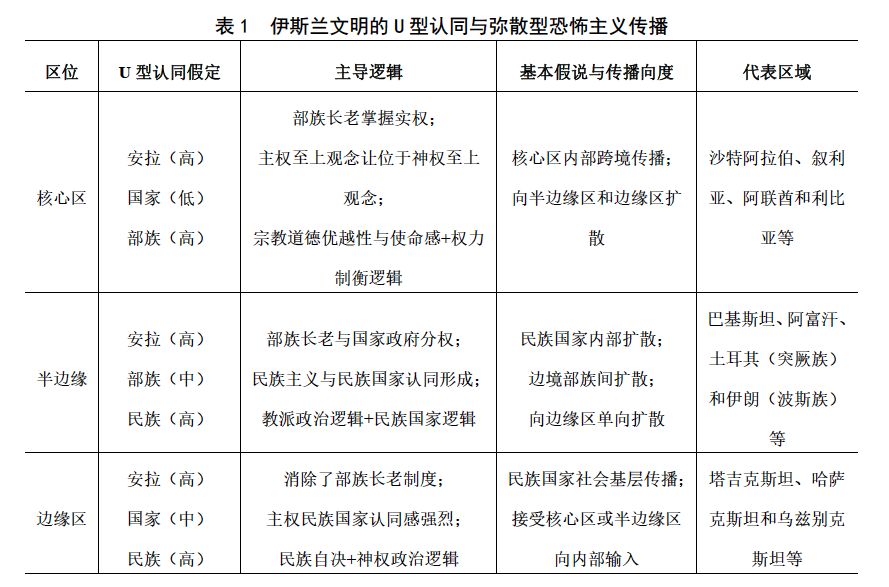 表 1 伊斯兰文明的 U 型认同与弥散型恐怖主义传播
区位 U 型认同假定 主导逻辑 基本假说与传播向度 代表区域
核心区
安拉（高）
国家（低）
部族（高）
部族长老掌握实权；
主权至上观念让位于神权至上
观念；
宗教道德优越性与使命感+权力
制衡逻辑
核心区内部跨境传播；
向半边缘区和边缘区扩
散
沙特阿拉伯、叙利
亚、阿联酋和利比
亚等
半边缘
安拉（高）
部族（中）
民族（高）
部族长老与国家政府分权；
民族主义与民族国家认同形成；
教派政治逻辑+民族国家逻辑
民族国家内部扩散；
边境部族间扩散；
向边缘区单向扩散
巴基斯坦、阿富汗、
土耳其（突厥族）
和伊朗（波斯族）
等
边缘区
安拉（高）
国家（中）
民族（高）
消除了部族长老制度；
主权民族国家认同感强烈；
民族自决+神权政治逻辑
民族国家社会基层传播；
接受核心区或半边缘区
向内部输入
塔吉克斯坦、哈萨
克斯坦和乌兹别克
斯坦等